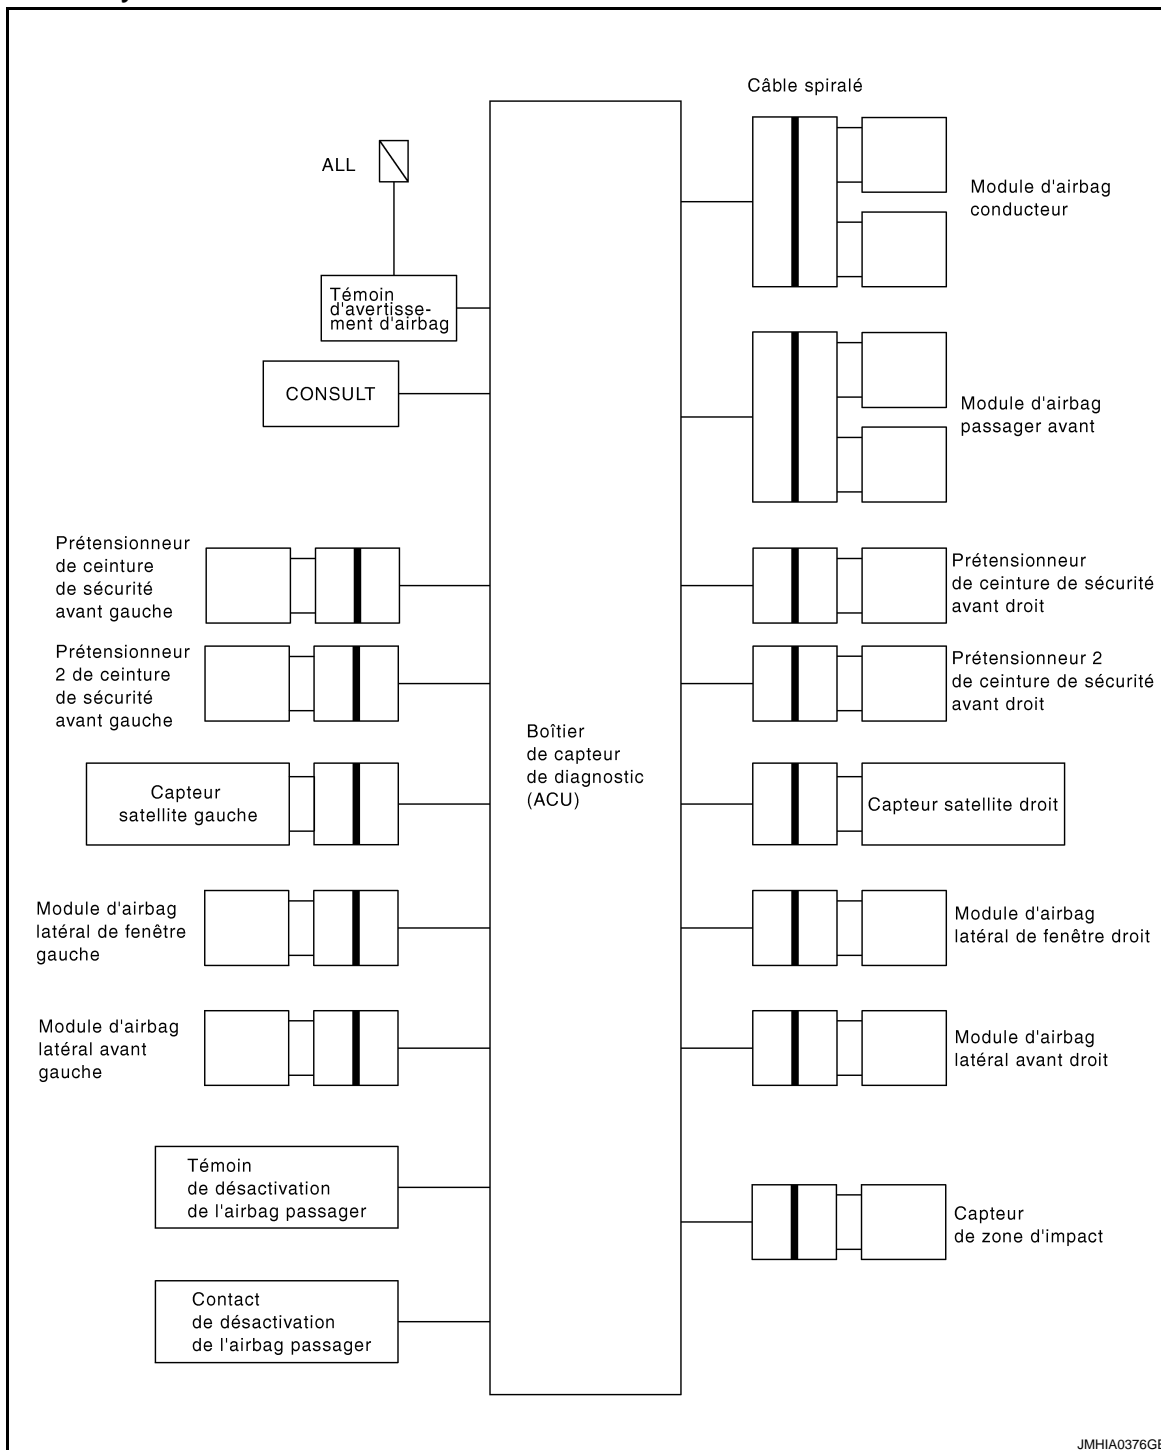 Câble spiralé
ALL
Module d'airbag
conducteur
Témoin
d'avertisse-
ment d'airbag
CONSULT
Module d'airbag
passager avant
Prétensionneur
de ceinture
de sécurité
avant gauche
Prétensionneur
de ceinture de sécurité
avant droit
Prétensionneur
2 de ceinture
de sécurité
avant gauche
Prétensionneur 2
de ceinture de sécurité
avant droit
Boîtier
de capteur
de diagnostic
(ACU)
Capteur
satellite gauche
Capteur satellite droit
Module d'airbag
latéral de fenêtre
gauche
Module d'airbag
latéral de fenêtre droit
Module d'airbag
latéral avant
gauche
Module d'airbag
latéral avant droit
Témoin
de désactivation
de l'airbag passager
Capteur
de zone d'impact
Contact
de désactivation
de l'airbag passager